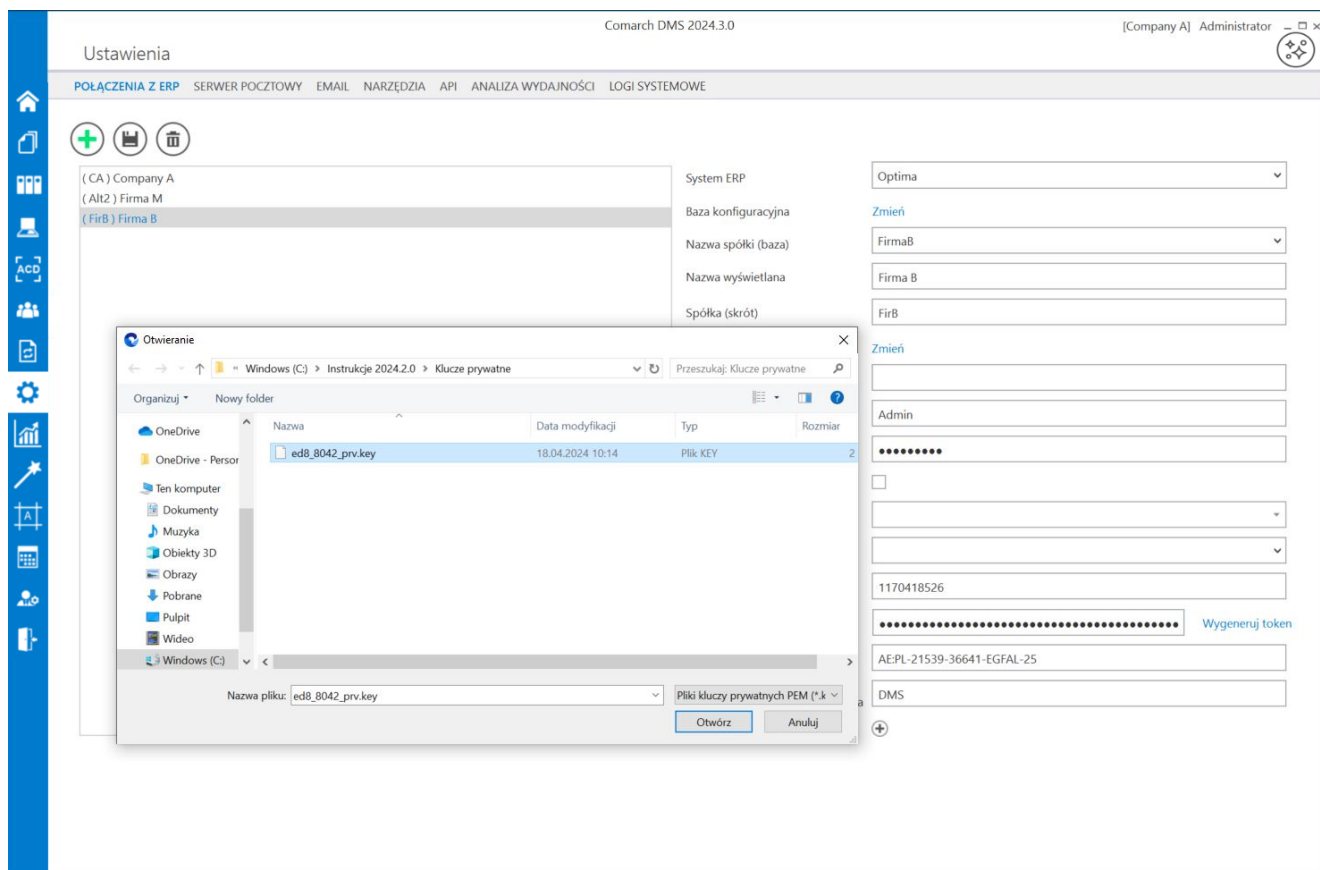 Comarch DMS 2024.3.0
[Company A] Administrator
Ustawienia
POŁĄCZENIA Z ERP SERWER POCZTOWY EMAIL NARZĘDZIA API ANALIZA WYDAJNOŚCI LOGI SYSTEMOWE
( CA ) Company A
( Alt2 ) Firma M
( FirB ) Firma B
System ERP Optima
Baza konfiguracyjna Zmień
Nazwa spółki (baza) FirmaB
Nazwa wyświetlana Firma B
Spółka (skrót) FirB
Zmień
Admin
●●●●●●●●●
1170418526
Wygeneruj token
AE:PL-21539-36641-EGFAL-25
a DMS
Otwieranie
« Windows (C:) › Instrukcje 2024.2.0 › Klucze prywatne
Przeszukaj: Klucze prywatne
Organizuj Nowy folder
Nazwa Data modyfikacji Typ Rozmiar
ed8_8042_prv.key 18.04.2024 10:14 Plik KEY 2
OneDrive
OneDrive - Persor
Ten komputer
Dokumenty
Muzyka
Obiekty 3D
Obrazy
Pobrane
Pulpit
Wideo
Windows (C:)
Nazwa pliku: ed8_8042_prv.key
Pliki kluczy prywatnych PEM (*.k
Otwórz Anuluj
ACD
A